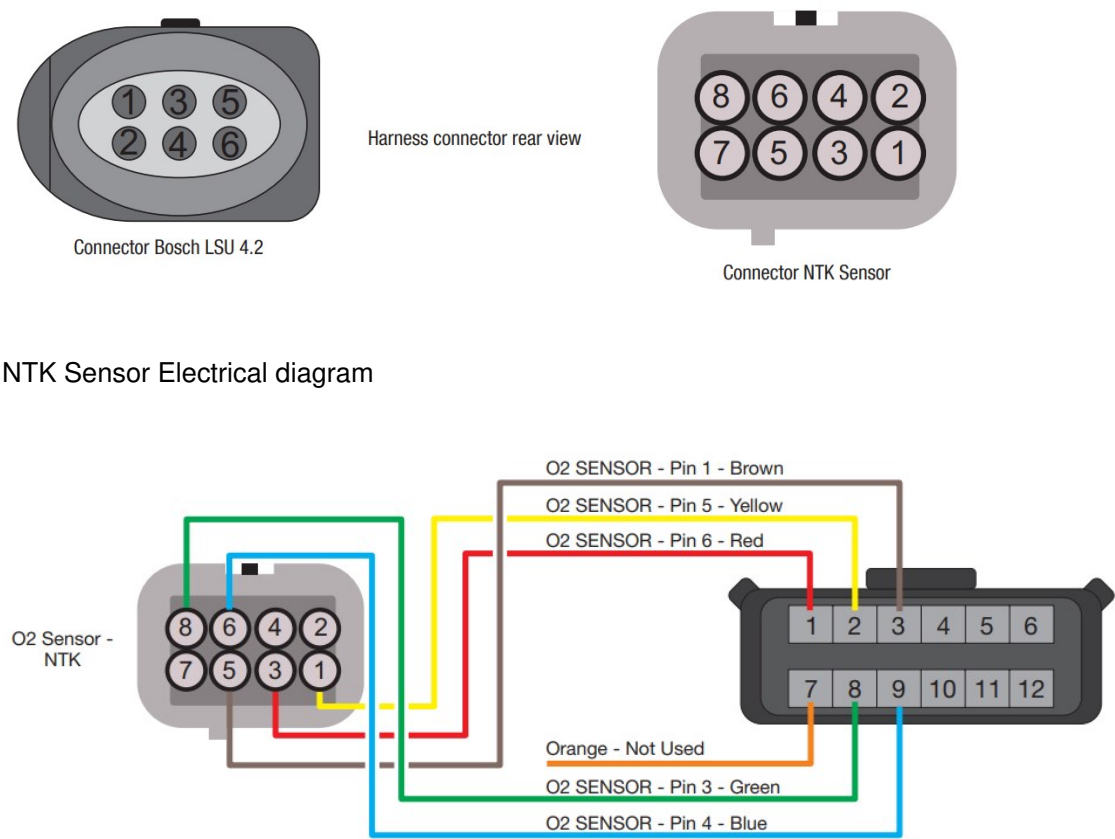 1 3 5
2 4 6
Connector Bosch LSU 4.2
Harness connector rear view
8 6 4 2
7 5 3 1
Connector NTK Sensor
NTK Sensor Electrical diagram
O2 SENSOR - Pin 1 - Brown
O2 SENSOR - Pin 5 - Yellow
O2 SENSOR - Pin 6 - Red
O2 Sensor -
NTK
8 6 4 2
7 5 3 1
1 2 3 4 5 6
7 8 9 10 11 12
Orange - Not Used
O2 SENSOR - Pin 3 - Green
O2 SENSOR - Pin 4 - Blue